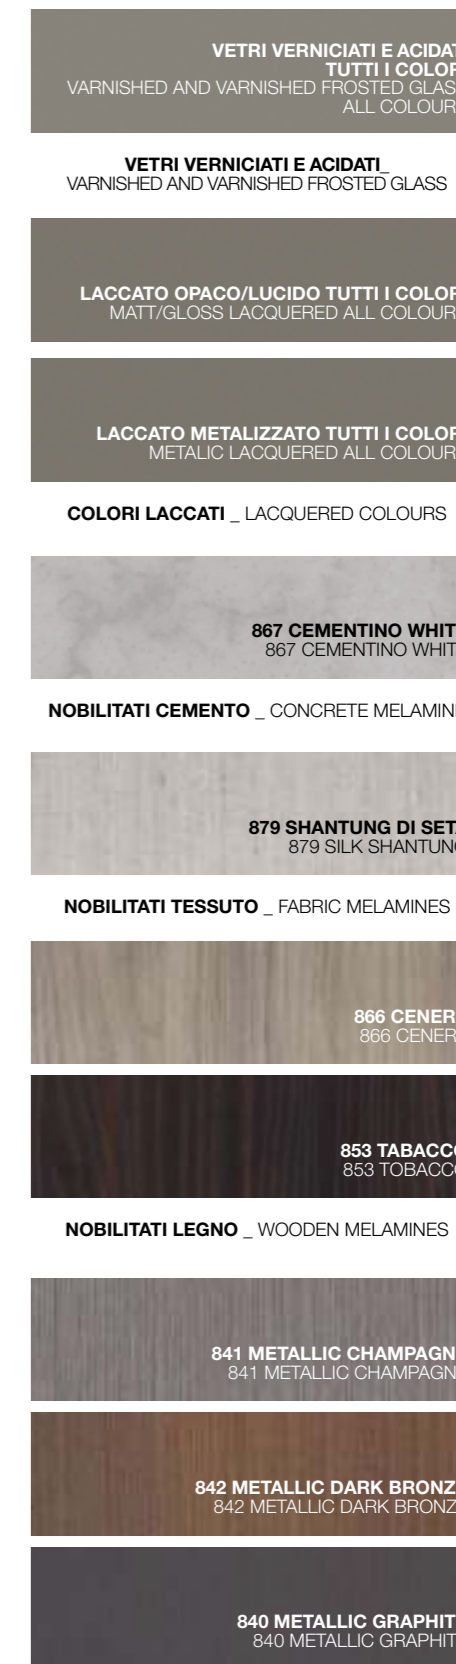 VETRI VERNICIATI E ACIDAT
TUTTI I COLOR
VARNISHED AND VARNISHED FROSTED GLAS
ALL COLOUR
VETRI VERNICIATI E ACIDATI_
VARNISHED AND VARNISHED FROSTED GLASS
LACCATO OPACO/LUCIDO TUTTI I COLOR
MATT/GLOSS LACQUERED ALL COLOUR
LACCATO METALIZZATO TUTTI I COLOR
METALIC LACQUERED ALL COLOUR
COLORI LACCATI _ LACQUERED COLOURS
867 CEMENTINO WHIT
867 CEMENTINO WHIT
NOBILITATI CEMENTO _ CONCRETE MELAMIN
879 SHANTUNG DI SETA
879 SILK SHANTUNG
NOBILITATI TESSUTO _ FABRIC MELAMINES
866 CENER
866 CENER
853 TABACCO
853 TOBACCO
NOBILITATI LEGNO _ WOODEN MELAMINES
841 METALLIC CHAMPAGN
841 METALLIC CHAMPAGN
842 METALLIC DARK BRONZ
842 METALLIC DARK BRONZ
840 METALLIC GRAPHIT
840 METALLIC GRAPHIT